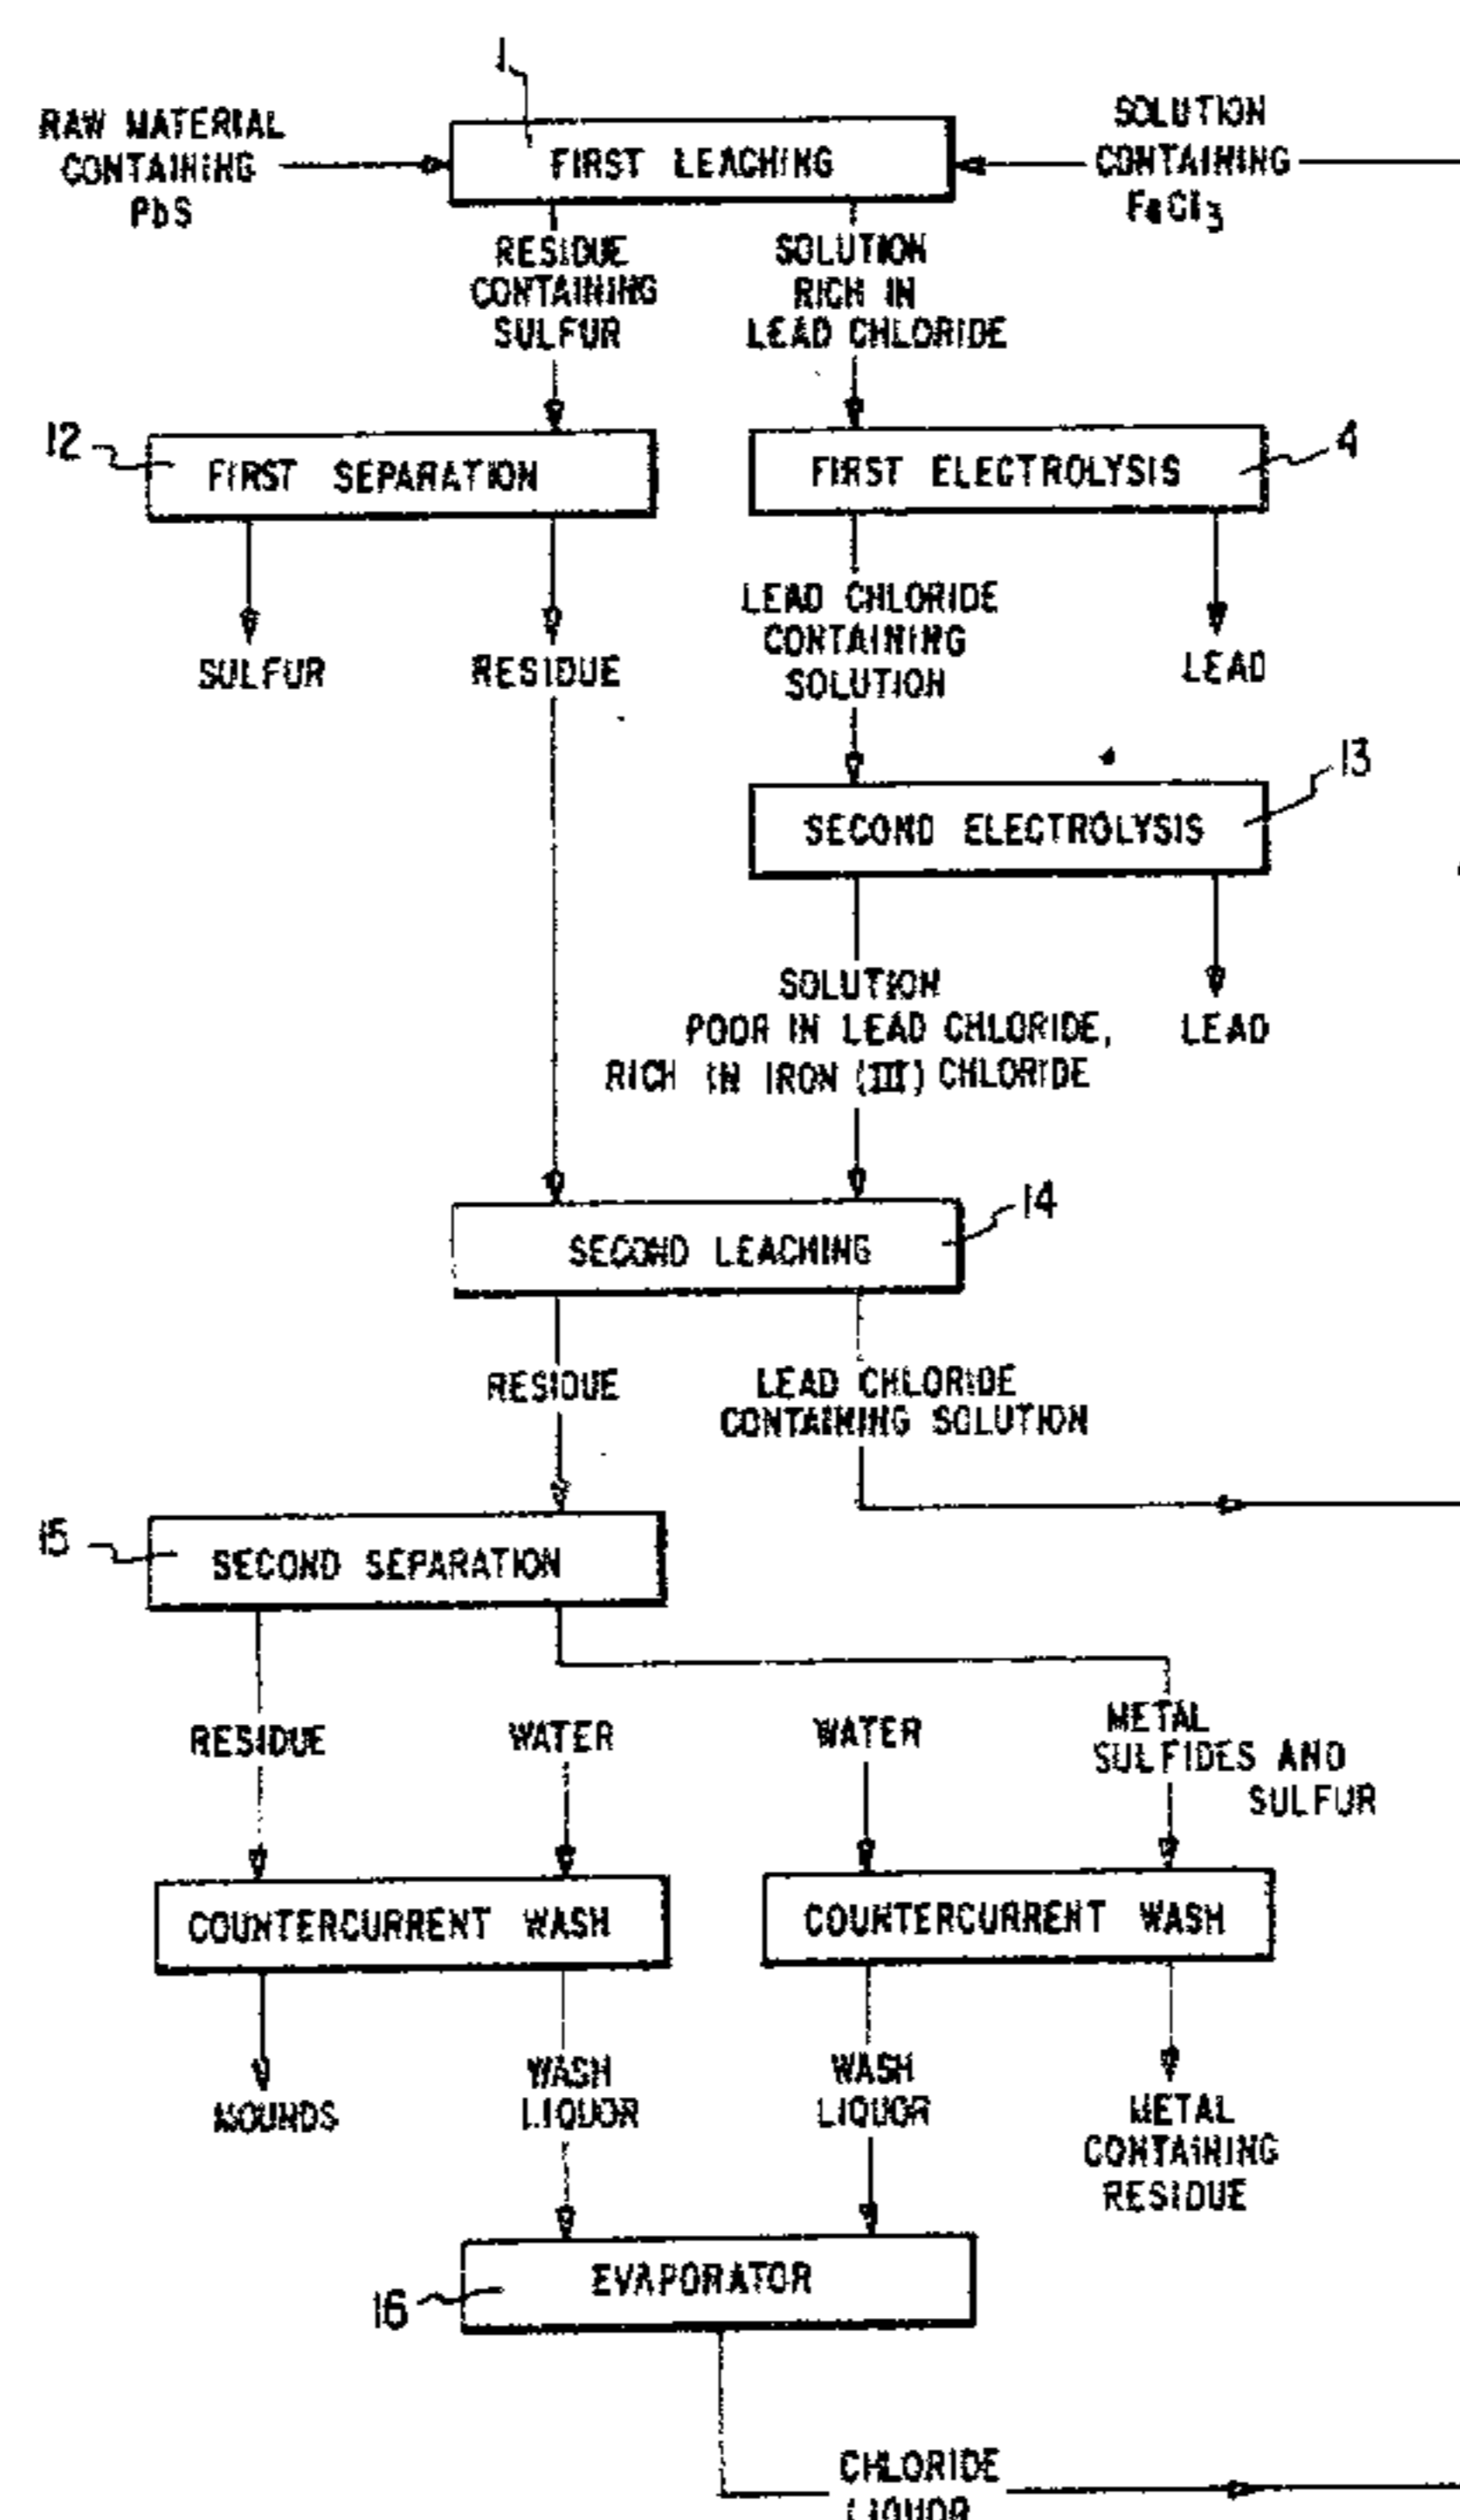 1
RAW MATERIAL
CONTAINING
PbS
FIRST LEACHING
SOLUTION
CONTAINING
FeCl3
RESIDUE
CONTAINING
SULFUR
SOLUTION
RICH IN
LEAD CHLORIDE
12
FIRST SEPARATION
FIRST ELECTROLYSIS
4
SULFUR
RESIDUE
LEAD CHLORIDE
CONTAINING
SOLUTION
LEAD
13
SECOND ELECTROLYSIS
SOLUTION
POOR IN LEAD CHLORIDE,
RICH IN IRON (III) CHLORIDE
LEAD
14
SECOND LEACHING
RESIDUE
LEAD CHLORIDE
CONTAINING SOLUTION
15
SECOND SEPARATION
RESIDUE
WATER
WATER
METAL
SULFIDES AND
SULFUR
COUNTERCURRENT WASH
COUNTERCURRENT WASH
MOUNDS
WASH
LIQUOR
WASH
LIQUOR
METAL
CONTAINING
RESIDUE
EVAPORATOR
16
CHLORIDE
LIQUOR